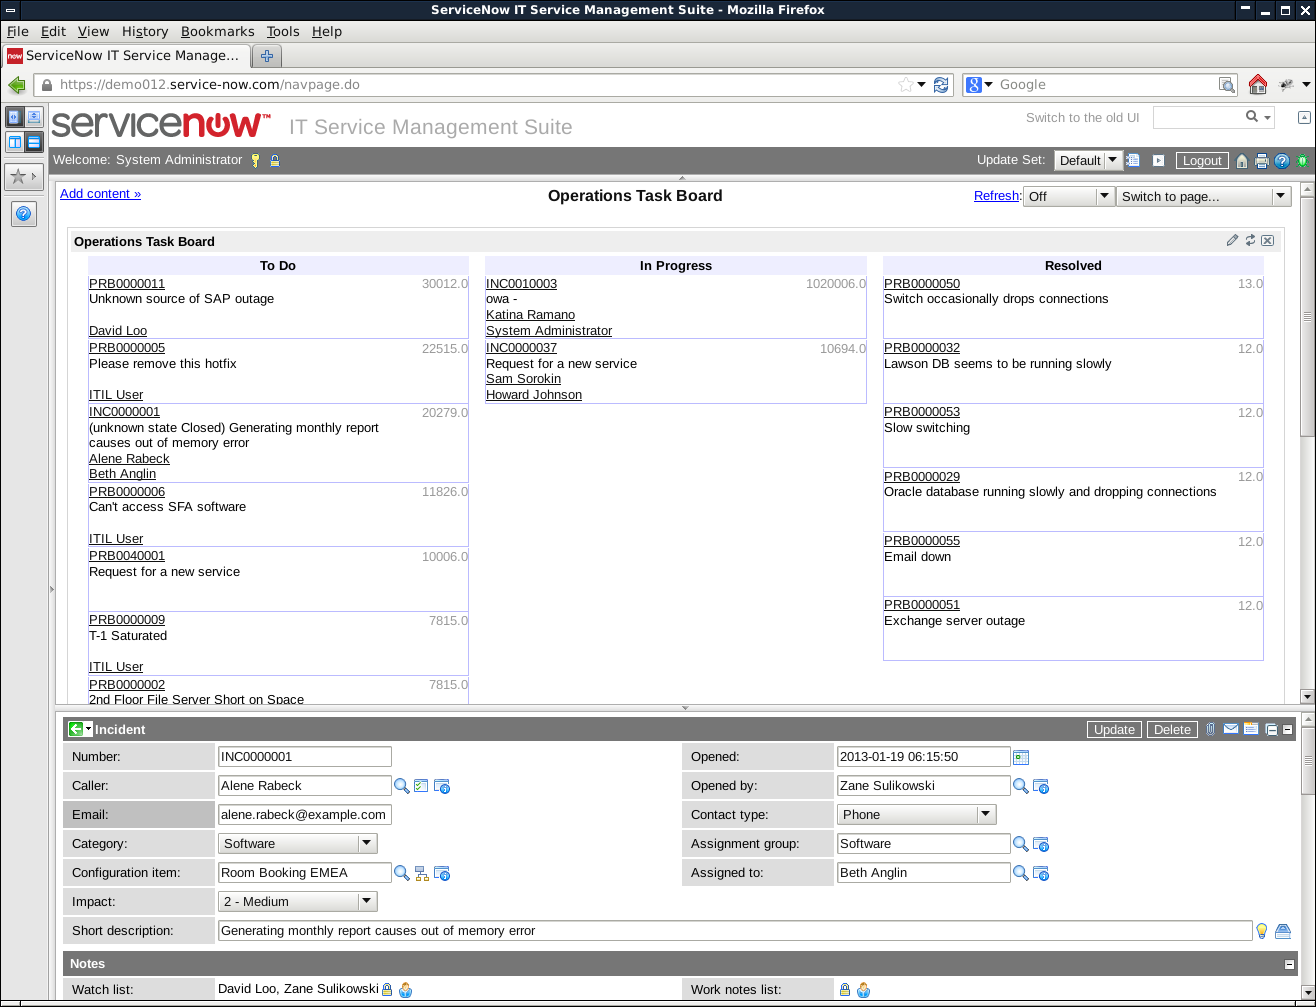 ServiceNow IT Service Management Suite - Mozilla Firefox
File Edit View History Bookmarks Tools Help
now ServiceNow IT Service Manage...
https://demo012.service-now.com/navpage.do
8 Google
servicenow™ IT Service Management Suite
Switch to the old UI
Welcome: System Administrator
Update Set: Default Logout
Add content »
Operations Task Board
Refresh: Off Switch to page...
Operations Task Board
To Do
PRB0000011 30012.0
Unknown source of SAP outage
David Loo
PRB0000005 22515.0
Please remove this hotfix
ITIL User
INC0000001 20279.0
(unknown state Closed) Generating monthly report
causes out of memory error
Alene Rabeck
Beth Anglin
PRB0000006 11826.0
Can't access SFA software
ITIL User
PRB0040001 10006.0
Request for a new service
PRB0000009 7815.0
T-1 Saturated
ITIL User
PRB0000002 7815.0
2nd Floor File Server Short on Space
In Progress
INC0010003 1020006.0
owa -
Katina Ramano
System Administrator
INC0000037 10694.0
Request for a new service
Sam Sorokin
Howard Johnson
Resolved
PRB0000050 13.0
Switch occasionally drops connections
PRB0000032 12.0
Lawson DB seems to be running slowly
PRB0000053 12.0
Slow switching
PRB0000029 12.0
Oracle database running slowly and dropping connections
PRB0000055 12.0
Email down
PRB0000051 12.0
Exchange server outage
Incident
Update Delete
Number: INC0000001
Opened: 2013-01-19 06:15:50
Caller: Alene Rabeck
Opened by: Zane Sulikowski
Email: alene.rabeck@example.com
Contact type: Phone
Category: Software
Assignment group: Software
Configuration item: Room Booking EMEA
Assigned to: Beth Anglin
Impact: 2 - Medium
Short description: Generating monthly report causes out of memory error
Notes
Watch list: David Loo, Zane Sulikowski
Work notes list: